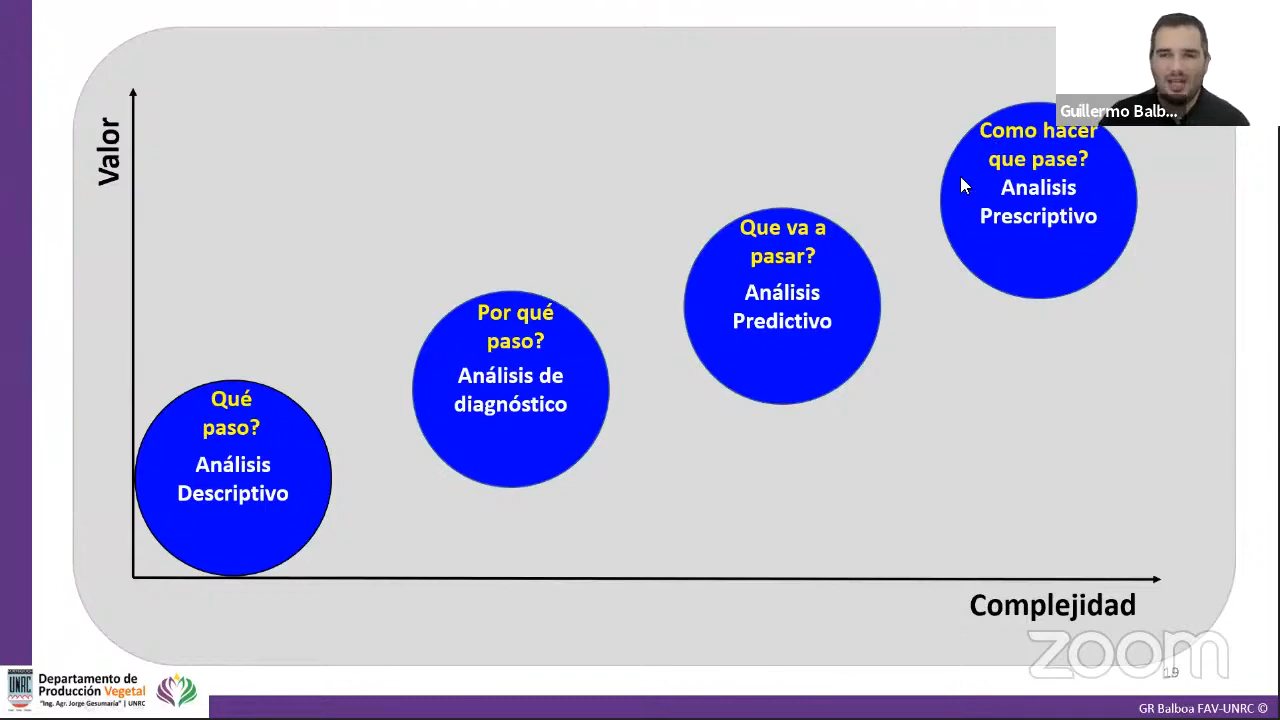 Valor
Guillermo Balb...
Como hacer
que pase?
Analisis
Prescriptivo
Que va a
pasar?
Análisis
Predictivo
Por qué
paso?
Análisis de
diagnóstico
Qué
paso?
Análisis
Descriptivo
Complejidad
zoom
19
UNRC
Departamento de
Producción Vegetal
"Ing. Agr. Jorge Gesumaría" | UNRC
GR Balboa FAV-UNRC ©